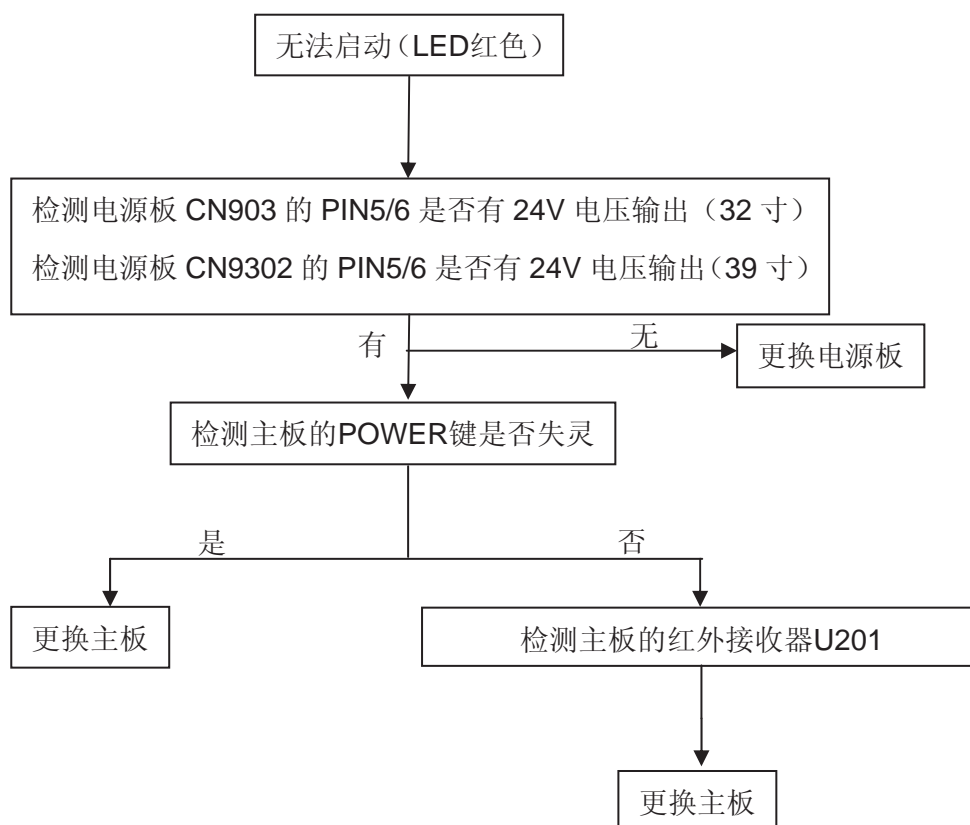 无法启动（LED红色）
检测电源板 CN903 的 PIN5/6 是否有 24V 电压输出（32 寸）
检测电源板 CN9302 的 PIN5/6 是否有 24V 电压输出（39 寸）
有
无
更换电源板
检测主板的POWER键是否失灵
是
否
更换主板
检测主板的红外接收器U201
更换主板